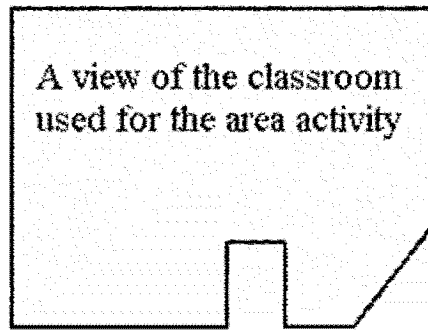 A view of the classroom
used for the area activity